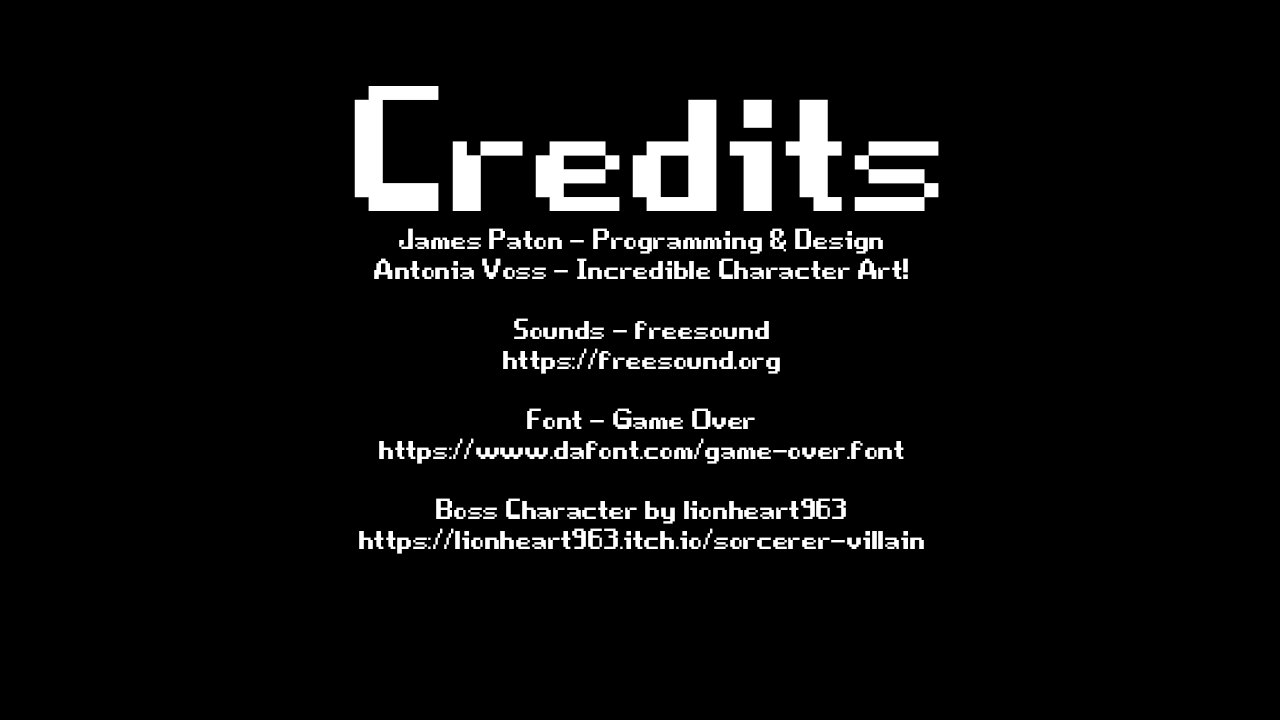 Credits
James Paton - Programming & Design
Antonia Voss - Incredible Character Art!
Sounds - freesound
https://freesound.org
Font - Game Over
https://www.dafont.com/game-over.font
Boss Character by lionheart963
https://lionheart963.itch.io/sorcerer-villain